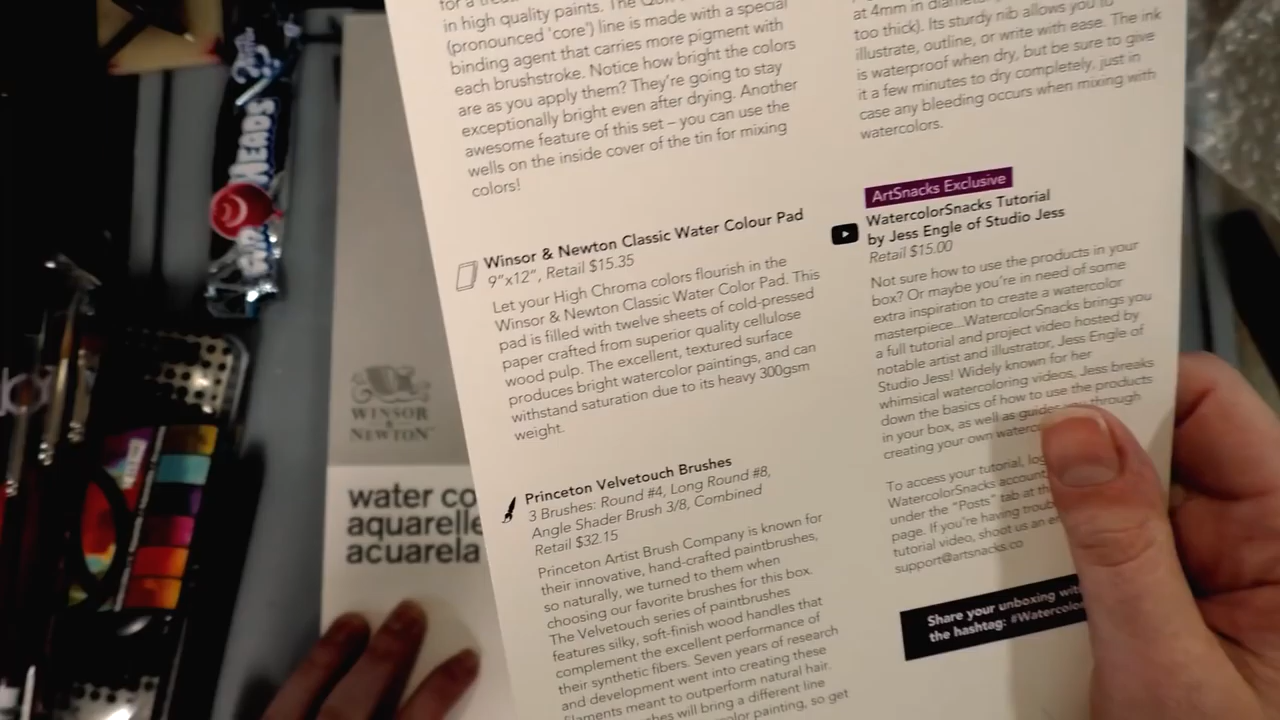 in high quality paints. The
(pronounced 'core') line is made with a special
binding agent that carries more pigment with
each brushstroke. Notice how bright the colors
are as you apply them? They're going to stay
exceptionally bright even after drying. Another
awesome feature of this set – you can use the
wells on the inside cover of the tin for mixing
colors!
Winsor & Newton Classic Water Colour Pad
9"x12", Retail $15.35
Let your High Chroma colors flourish in the
Winsor & Newton Classic Water Color Pad. This
pad is filled with twelve sheets of cold-pressed
paper crafted from superior quality cellulose
wood pulp. The excellent, textured surface
produces bright watercolor paintings, and can
withstand saturation due to its heavy 300gsm
weight.
Princeton Velvetouch Brushes
3 Brushes: Round #4, Long Round #8,
Angle Shader Brush 3/8, Combined
Retail $32.15
Princeton Artist Brush Company is known for
their innovative, hand-crafted paintbrushes,
so naturally, we turned to them when
choosing our favorite brushes for this box.
The Velvetouch series of paintbrushes
features silky, soft-finish wood handles that
complement the excellent performance of
their synthetic fibers. Seven years of research
and development went into creating these
filaments meant to outperform natural hair.
will bring a different line
color painting, so get
at 4mm in
too thick). Its sturdy nib allows you to
illustrate, outline, or write with ease. The ink
is waterproof when dry, but be sure to give
it a few minutes to dry completely, just in
case any bleeding occurs when mixing with
watercolors.
ArtSnacks Exclusive
WatercolorSnacks Tutorial
by Jess Engle of Studio Jess
Retail $15.00
Not sure how to use the products in your
box? Or maybe you're in need of some
extra inspiration to create a watercolor
masterpiece...WatercolorSnacks brings you
a full tutorial and project video hosted by
notable artist and illustrator, Jess Engle of
Studio Jess! Widely known for her
whimsical watercoloring videos, Jess breaks
down the basics of how to use the products
in your box, as well as guides you through
creating your own
To access your tutorial,
WatercolorSnacks account
under the "Posts" tab at
page. If you're having
tutorial video, shoot us an
support@artsnacks.co
Share your unboxing
the hashtag:
WINSOR
&
NEWTON
water
aquarelle
acuarela
HEADS